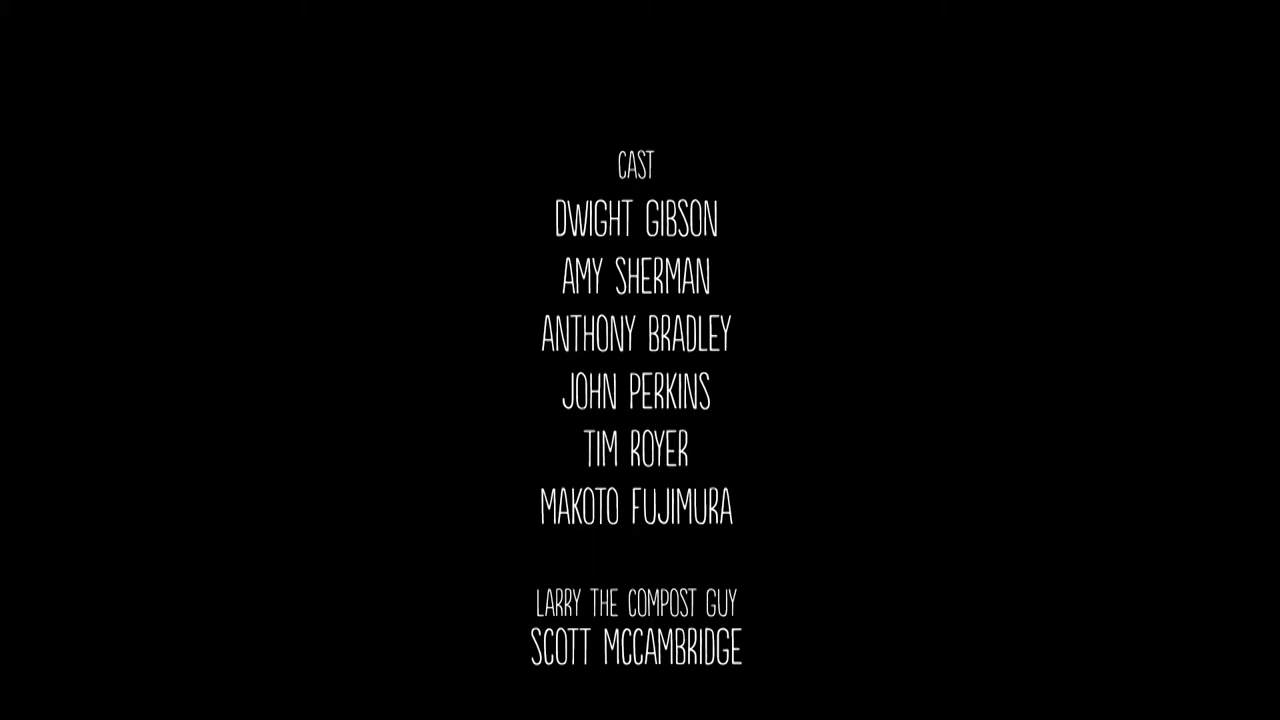 CAST
DWIGHT GIBSON
AMY SHERMAN
ANTHONY BRADLEY
JOHN PERKINS
TIM ROYER
MAKOTO FUJIMURA
LARRY THE COMPOST GUY
SCOTT MCCAMBRIDGE